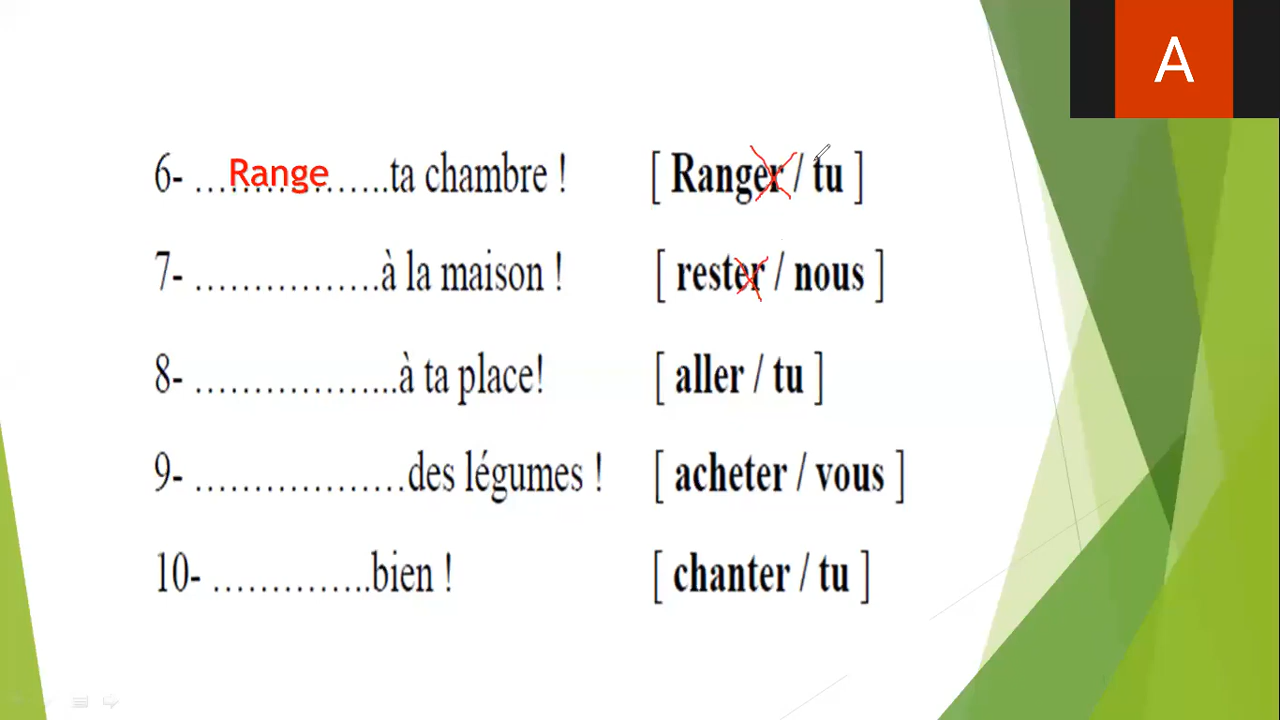 A
6- ......Range......ta chambre ! [ Ranger / tu ]
7- ................à la maison ! [ rester / nous ]
8- .................à ta place! [ aller / tu ]
9- ..................des légumes ! [ acheter / vous ]
10- ..............bien ! [ chanter / tu ]